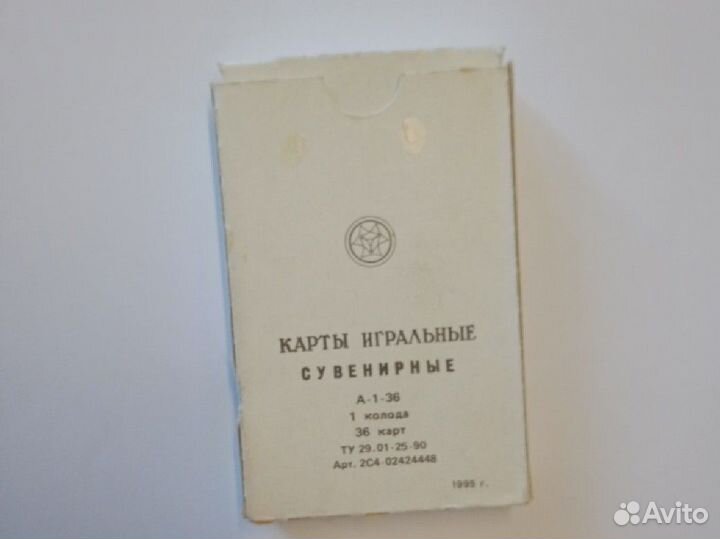 КАРТЫ ИГРАЛЬНЫЕ
СУВЕНИРНЫЕ
А-1-36
1 колода
36 карт
ТУ 29.01-25-90
Арт. 2С4-02424448
1995 г.
Avito